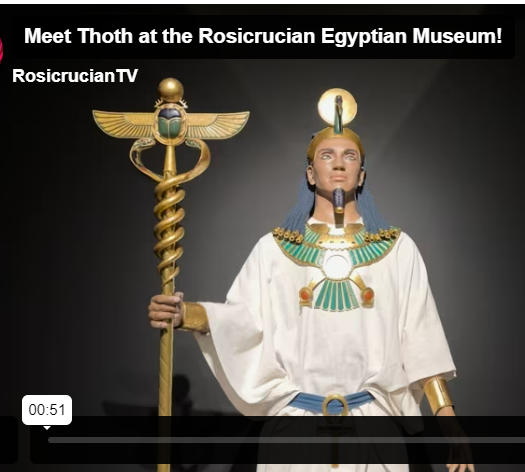 Meet Thoth at the Rosicrucian Egyptian Museum!
RosicrucianTV
00:51